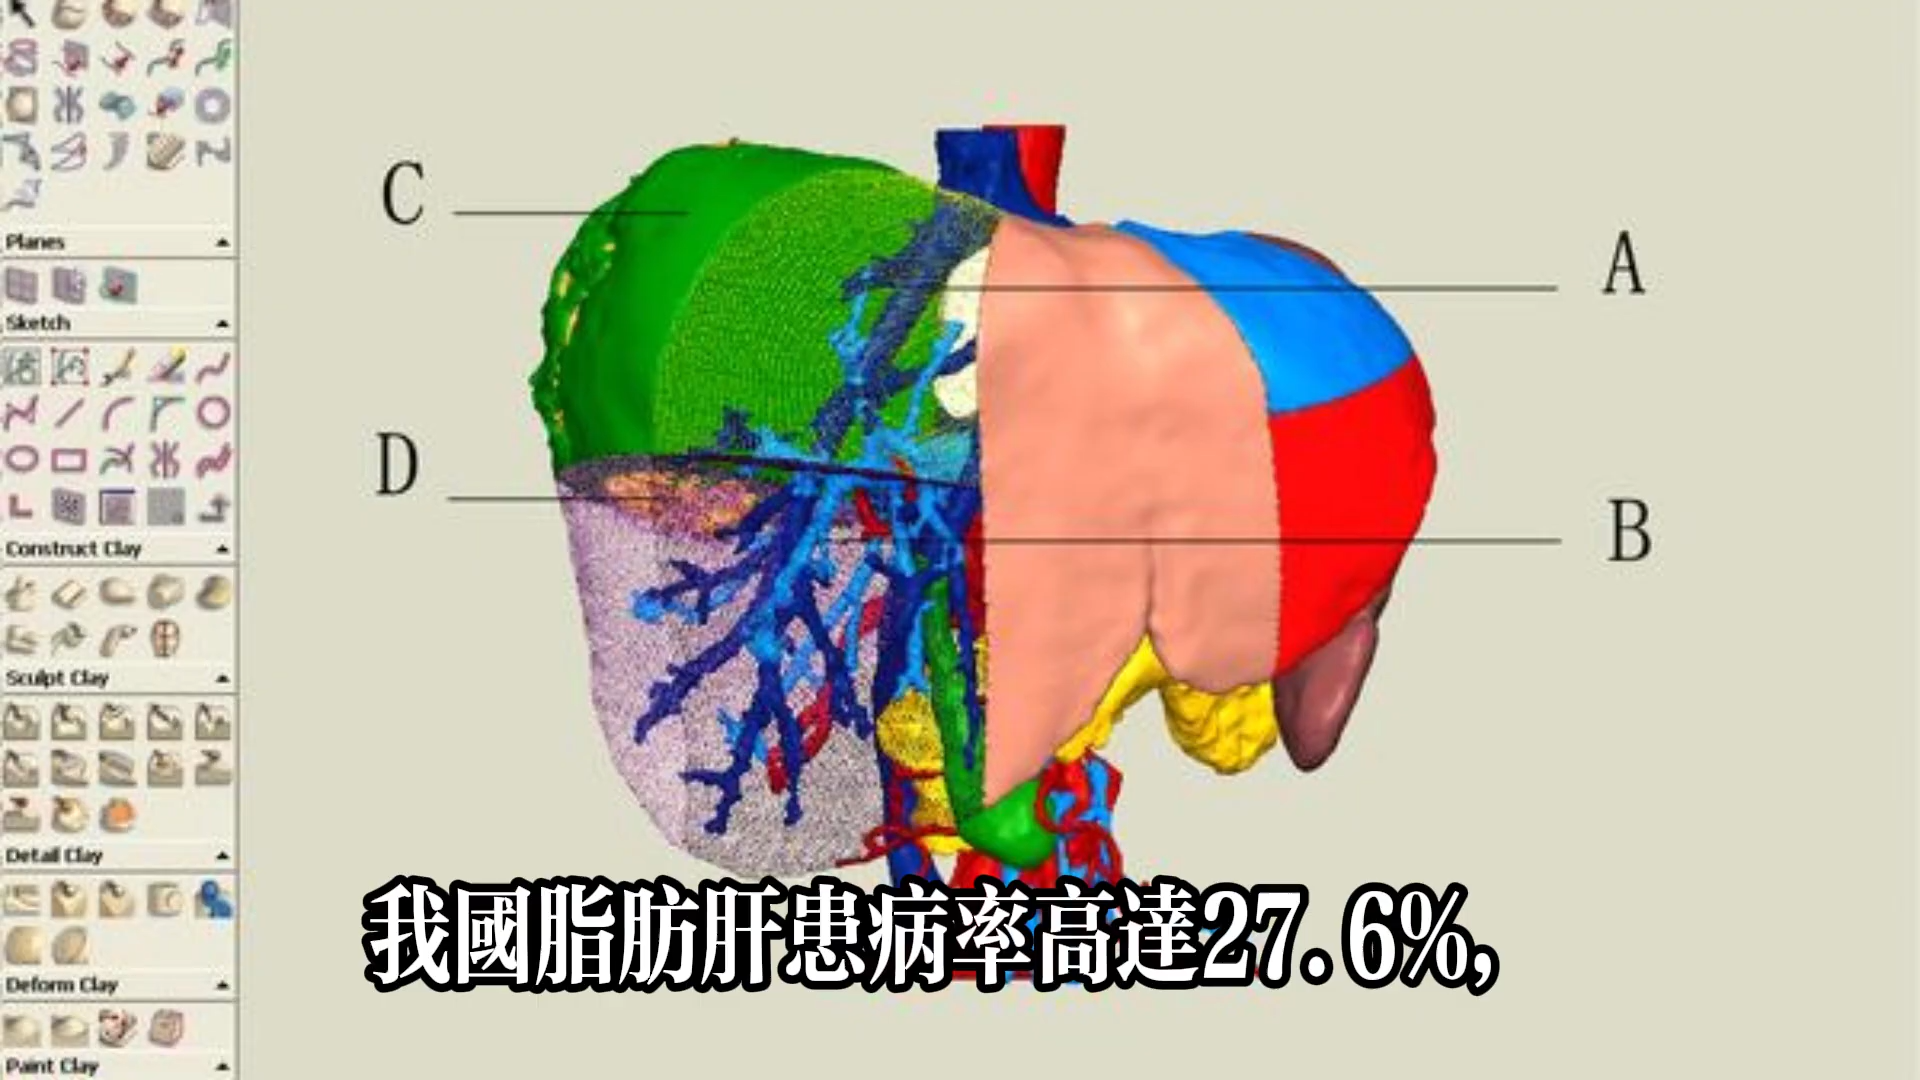 Planes
Sketch
Construct Clay
Sculpt Clay
Detail Clay
Deform Clay
Paint Clay
C
A
D
B
我國脂肪肝患病率高達27.6%,